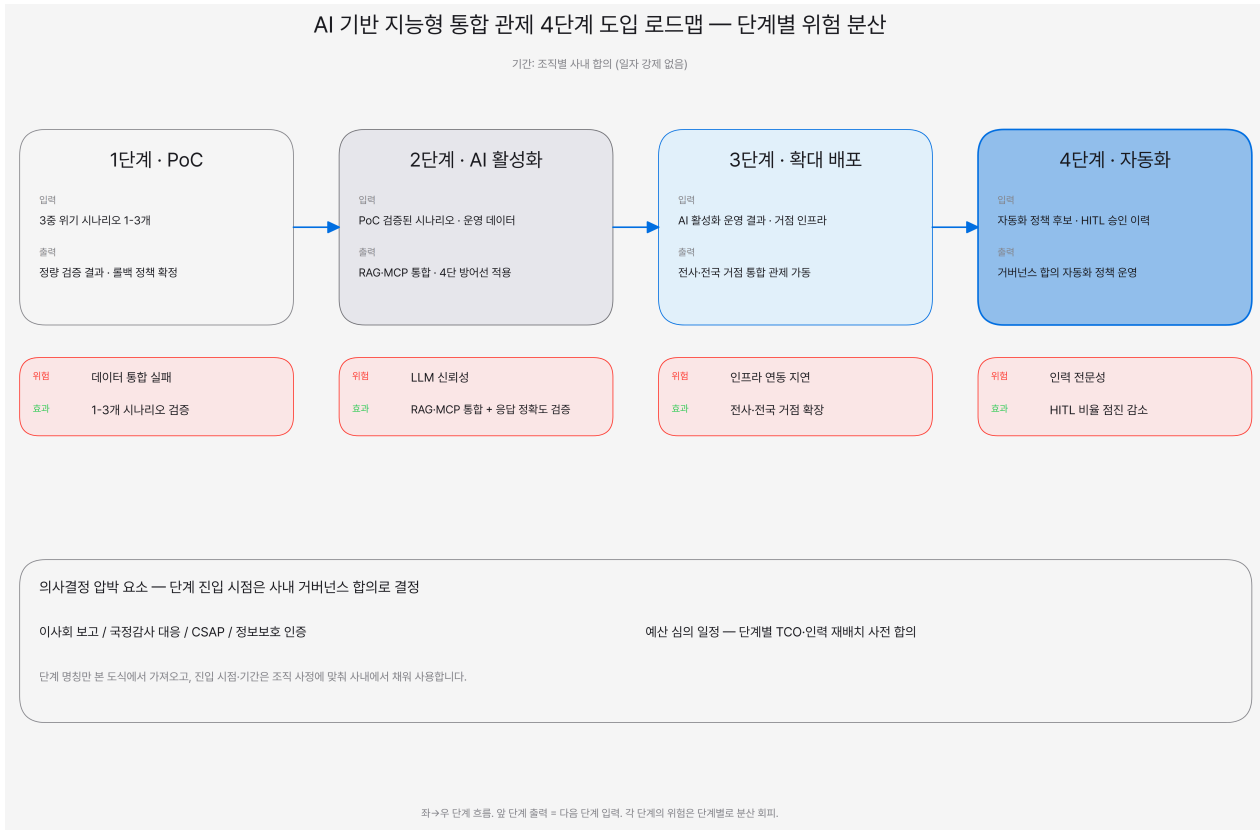 AI 기반 지능형 통합 관제 4단계 도입 로드맵 — 단계별 위험 분산
기간: 조직별 사내 합의 (일자 강제 없음)
1단계 · PoC
입력
3중 위기 시나리오 1-3개
출력
정량 검증 결과 · 롤백 정책 확정
2단계 · AI 활성화
입력
PoC 검증된 시나리오 · 운영 데이터
출력
RAG·MCP 통합 · 4단 방어선 적용
3단계 · 확대 배포
입력
AI 활성화 운영 결과 · 거점 인프라
출력
전사·전국 거점 통합 관제 가동
4단계 · 자동화
입력
자동화 정책 후보 · HITL 승인 이력
출력
거버넌스 합의 자동화 정책 운영
위험 데이터 통합 실패
효과 1-3개 시나리오 검증
위험 LLM 신뢰성
효과 RAG·MCP 통합 + 응답 정확도 검증
위험 인프라 연동 지연
효과 전사·전국 거점 확장
위험 인력 전문성
효과 HITL 비율 점진 감소
의사결정 압박 요소 — 단계 진입 시점은 사내 거버넌스 합의로 결정
이사회 보고 / 국정감사 대응 / CSAP / 정보보호 인증
예산 심의 일정 — 단계별 TCO·인력 재배치 사전 합의
단계 명칭만 본 도식에서 가져오고, 진입 시점·기간은 조직 사정에 맞춰 사내에서 채워 사용합니다.
좌→우 단계 흐름. 앞 단계 출력 = 다음 단계 입력. 각 단계의 위험은 단계별로 분산 회피.